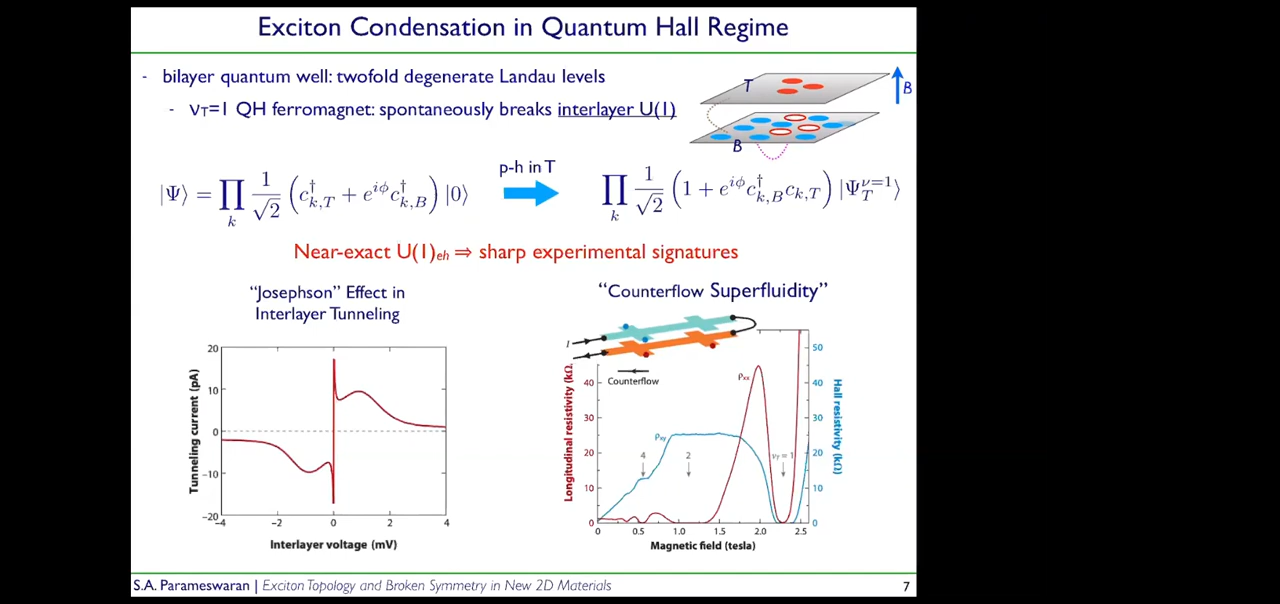 Exciton Condensation in Quantum Hall Regime
- bilayer quantum well: twofold degenerate Landau levels
- νT=1 QH ferromagnet: spontaneously breaks interlayer U(1)
T
B
B
|Ψ⟩ = ∏_k 1/√2 (c†_{k,T} + e^{iϕ} c†_{k,B}) |0⟩
p-h in T
∏_k 1/√2 (1 + e^{iϕ} c†_{k,B} c_{k,T}) |Ψ_T^{ν=1}⟩
Near-exact U(1)eh ⇒ sharp experimental signatures
"Josephson" Effect in
Interlayer Tunneling
20
10
0
−10
−20
Tunneling current (pA)
−4 −2 0 2 4
Interlayer voltage (mV)
"Counterflow Superfluidity"
I
Counterflow
Longitudinal resistivity (kΩ
40
30
20
10
0
ρxx
ρxy
4
2
νT = 1
50
40
30
20
10
0
Hall resistivity (kΩ)
0 0.5 1.0 1.5 2.0 2.5
Magnetic field (tesla)
S.A. Parameswaran | Exciton Topology and Broken Symmetry in New 2D Materials
7